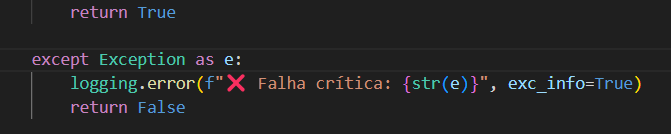 return True
except Exception as e:
logging.error(f"❌ Falha crítica: {str(e)}", exc_info=True)
return False